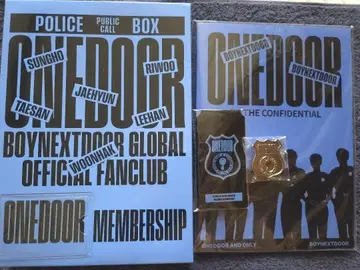 POLICE PUBLIC CALL BOX
ONEDOOR
SUNGHO
RIWOO
JAEHYUN
TAESAN
LEEHAN
BOYNEXTDOOR GLOBAL
OFFICIAL FANCLUB
WOONHAK
ONEDOOR MEMBERSHIP
ONEDOOR
BOYNEXTDOOR
BOYNEXTDOOR
THE CONFIDENTIAL
ONEDOOR AND ONLY
BOYNEXTDOOR